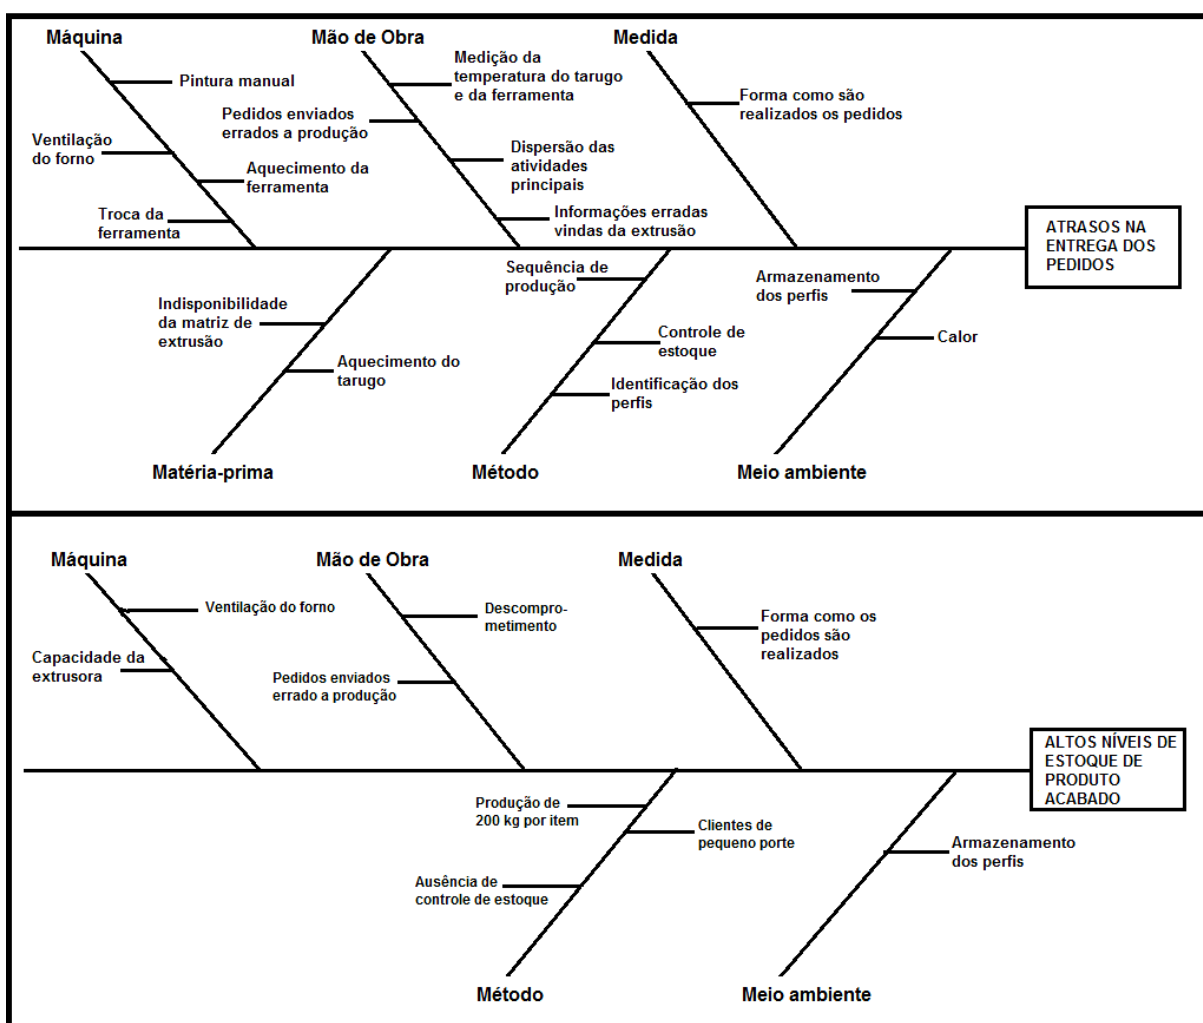 Máquina
Mão de Obra
Medida
Pintura manual
Ventilação
do forno
Aquecimento da
ferramenta
Troca da
ferramenta
Medição da
temperatura do tarugo
e da ferramenta
Pedidos enviados
errados a produção
Dispersão das
atividades
principais
Informações erradas
vindas da extrusão
Forma como são
realizados os pedidos
ATRASOS NA
ENTREGA DOS
PEDIDOS
Indisponibilidade
da matriz de
extrusão
Aquecimento do
tarugo
Sequência de
produção
Controle de
estoque
Identificação dos
perfis
Armazenamento
dos perfis
Calor
Matéria-prima
Método
Meio ambiente
Máquina
Mão de Obra
Medida
Ventilação do forno
Capacidade da
extrusora
Descompro-
metimento
Pedidos enviados
errado a produção
Forma como os
pedidos são
realizados
ALTOS NÍVEIS DE
ESTOQUE DE
PRODUTO
ACABADO
Produção de
200 kg por item
Clientes de
pequeno porte
Ausência de
controle de estoque
Armazenamento
dos perfis
Método
Meio ambiente